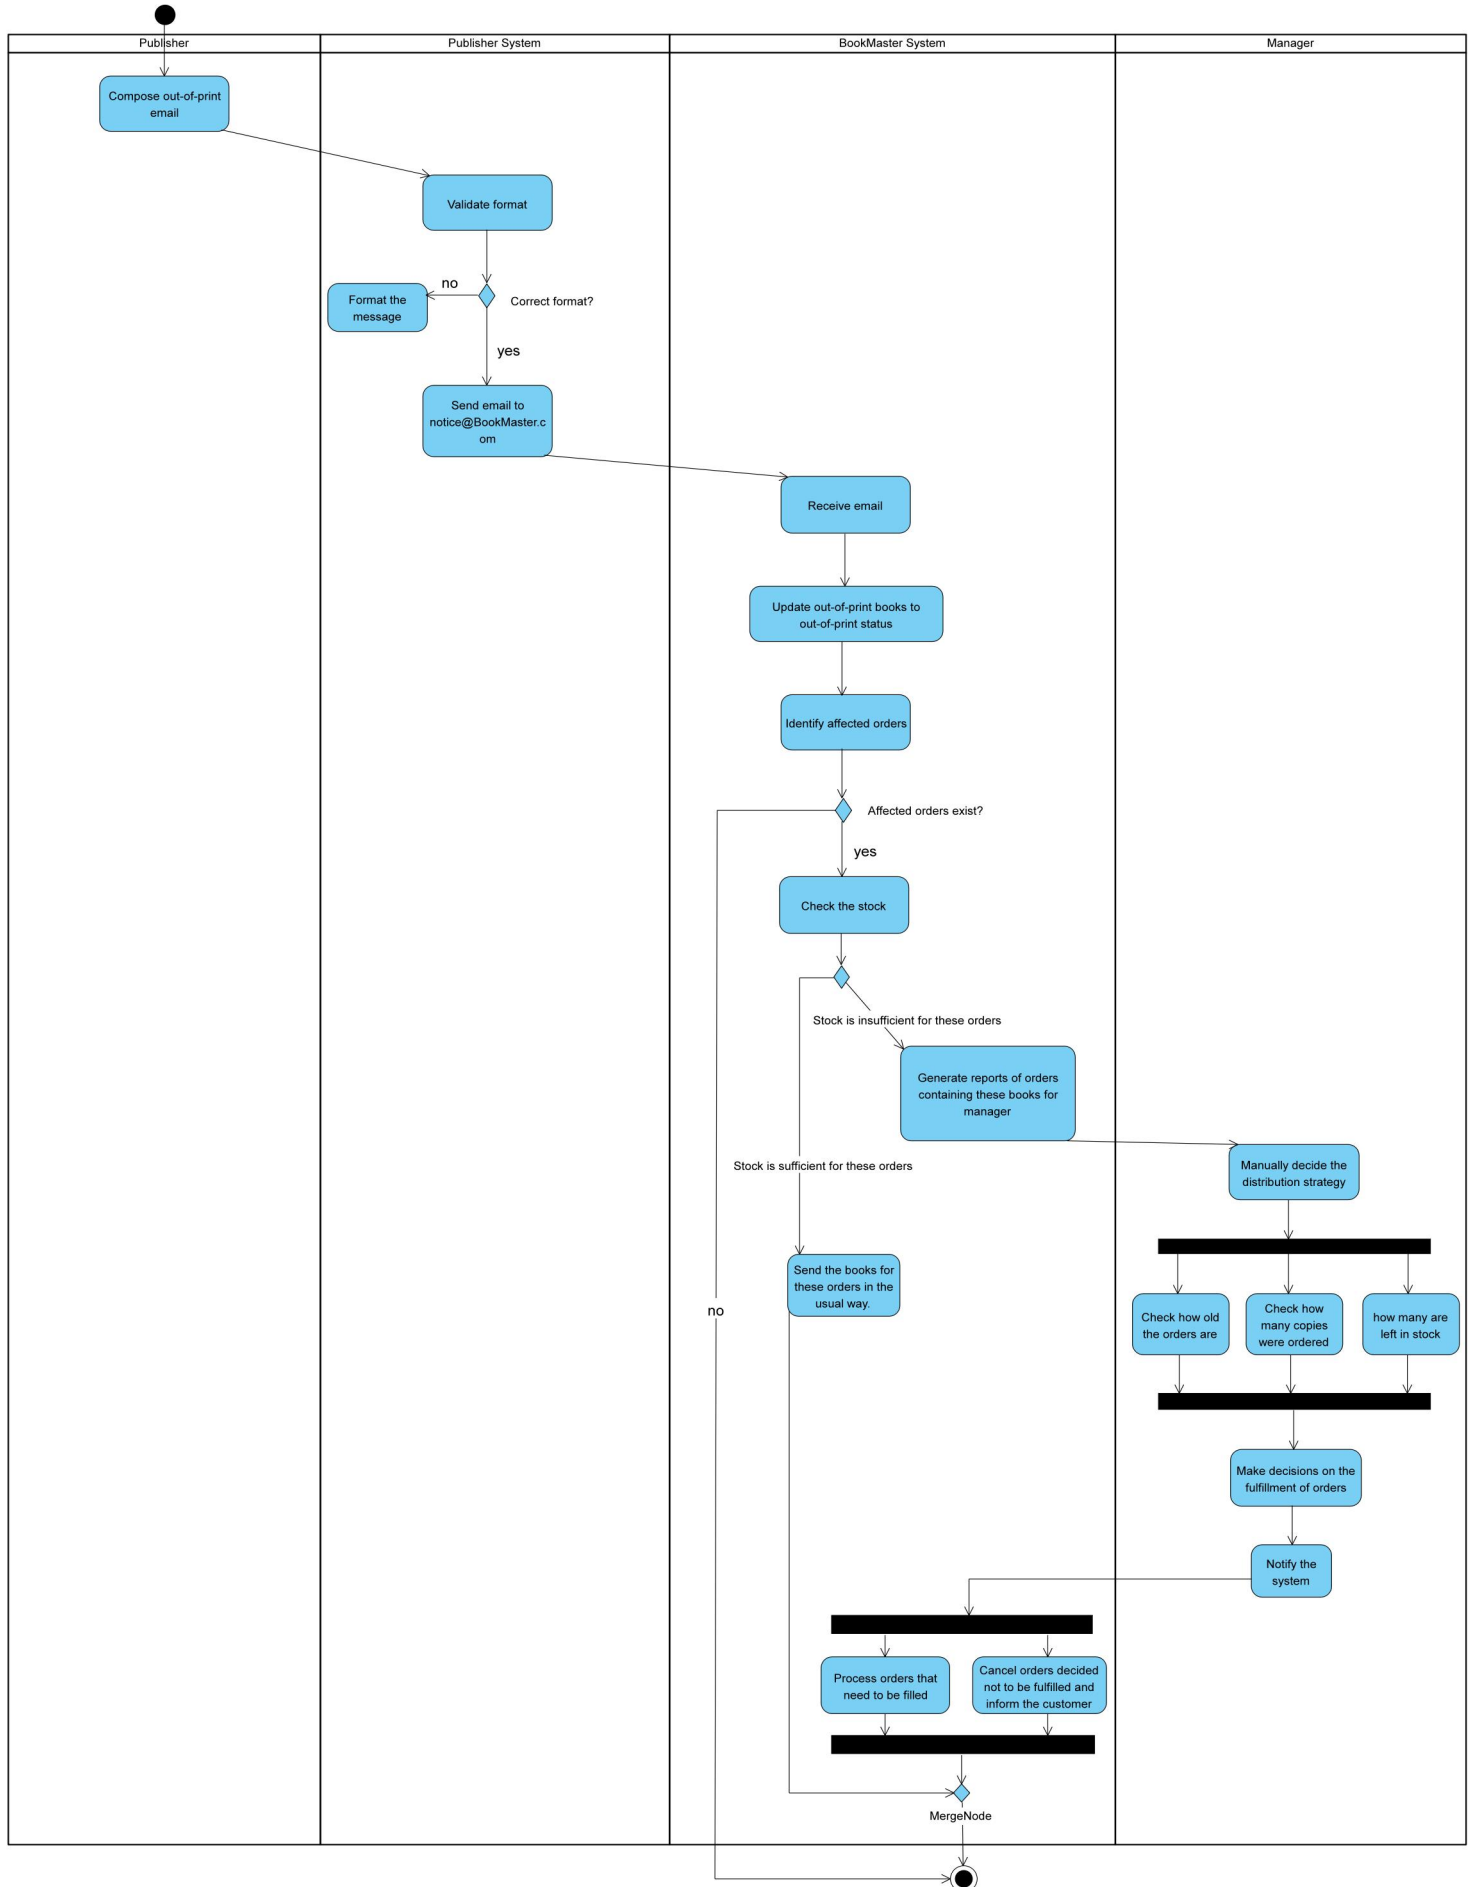 Publisher
Publisher System
BookMaster System
Manager
Compose out-of-print
email
Validate format
no
Format the
message
Correct format?
yes
Send email to
notice@BookMaster.c
om
Receive email
Update out-of-print books to
out-of-print status
Identify affected orders
Affected orders exist?
yes
Check the stock
Stock is insufficient for these orders
Generate reports of orders
containing these books for
manager
Stock is sufficient for these orders
Manually decide the
distribution strategy
Send the books for
these orders in the
usual way.
no
Check how old
the orders are
Check how
many copies
were ordered
how many are
left in stock
Make decisions on the
fulfillment of orders
Notify the
system
Process orders that
need to be filled
Cancel orders decided
not to be fulfilled and
inform the customer
MergeNode